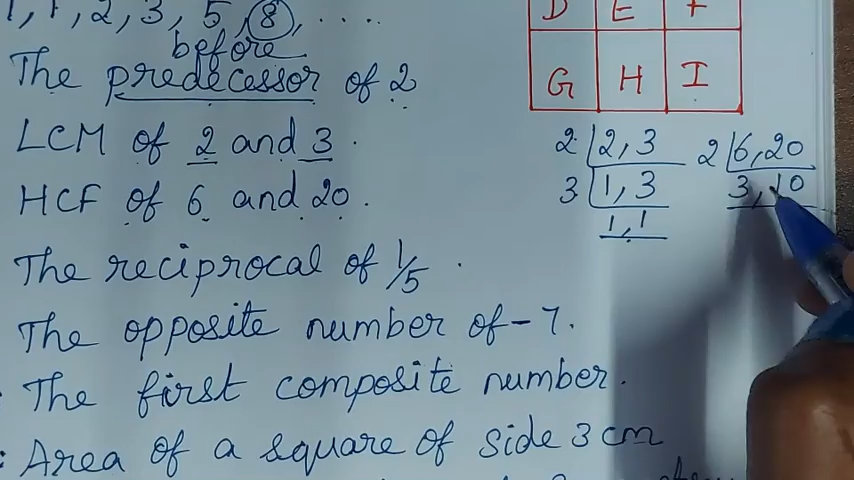 1, 1, 2, 3, 5, 8, ....
before
The predecessor of 2
LCM of 2 and 3.
HCF of 6 and 20.
The reciprocal of 1/5.
The opposite number of -7.
The first composite number.
: Area of a square of side 3 cm
D E F
G H I
2 2, 3
3 1, 3
1, 1
2 6, 20
3, 10